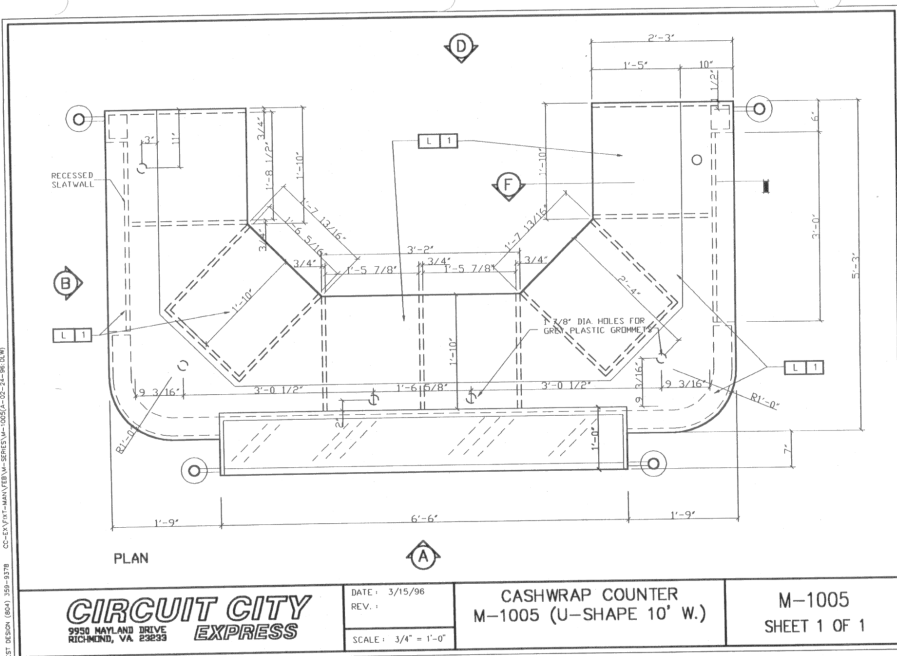 D
2'-3"
1'-5"
10"
1 1/2"
6"
3"
11"
3/4"
1'-8 1/2"
1'-10"
L 1
1'-10"
F
RECESSED
SLATWALL
1'-7 13/16"
1'-6 5/16"
1'-7 13/16"
3'-0"
5'-3"
3/4"
3'-2"
3/4"
1'-5 7/8"
3/4"
1'-5 7/8"
3/4"
2'-4"
B
1'-10"
L 1
1'-10"
1 7/8" DIA. HOLES FOR
GREY PLASTIC GROMMETS
L 1
9 3/16"
3'-0 1/2"
1'-6 5/8"
3'-0 1/2"
9 3/16"
9 3/16"
R1'-0"
R1'-0"
2"
1'-0"
7"
1'-9"
6'-6"
1'-9"
PLAN
A
CIRCUIT CITY
EXPRESS
9950 MAYLAND DRIVE
RICHMOND, VA 23233
DATE: 3/15/96
REV.:
SCALE: 3/4" = 1'-0"
CASHWRAP COUNTER
M-1005 (U-SHAPE 10' W.)
M-1005
SHEET 1 OF 1
DESIGN (804) 359-9378